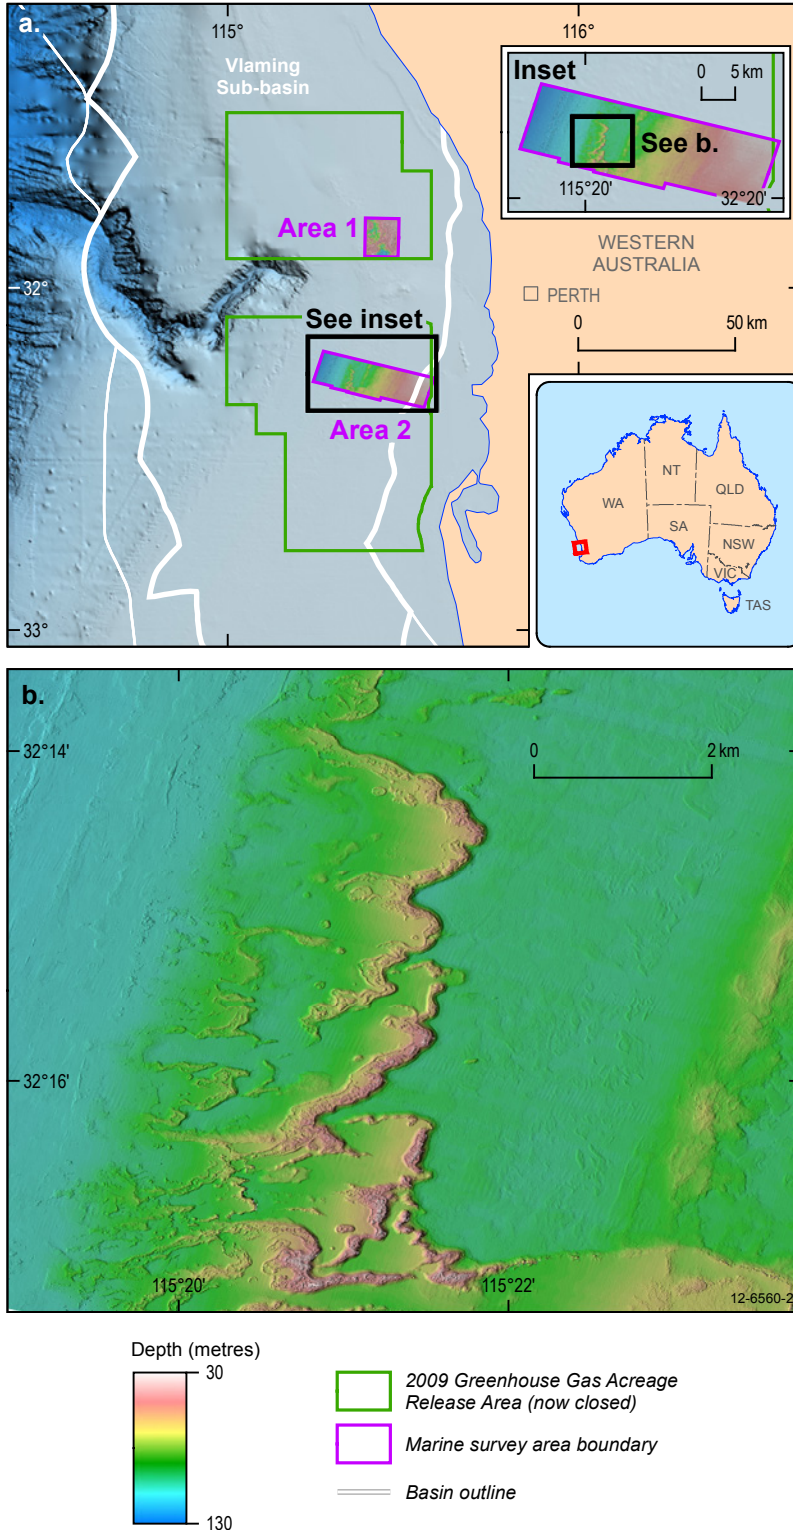 a.
115°
116°
Vlaming
Sub-basin
Inset
0 5 km
See b.
115°20'
32°20'
Area 1
WESTERN
AUSTRALIA
32°
PERTH
See inset
0 50 km
Area 2
NT
QLD
WA
SA
NSW
VIC
TAS
33°
b.
32°14'
0 2 km
32°16'
115°20'
115°22'
12-6560-2
Depth (metres)
30
130
2009 Greenhouse Gas Acreage
Release Area (now closed)
Marine survey area boundary
Basin outline